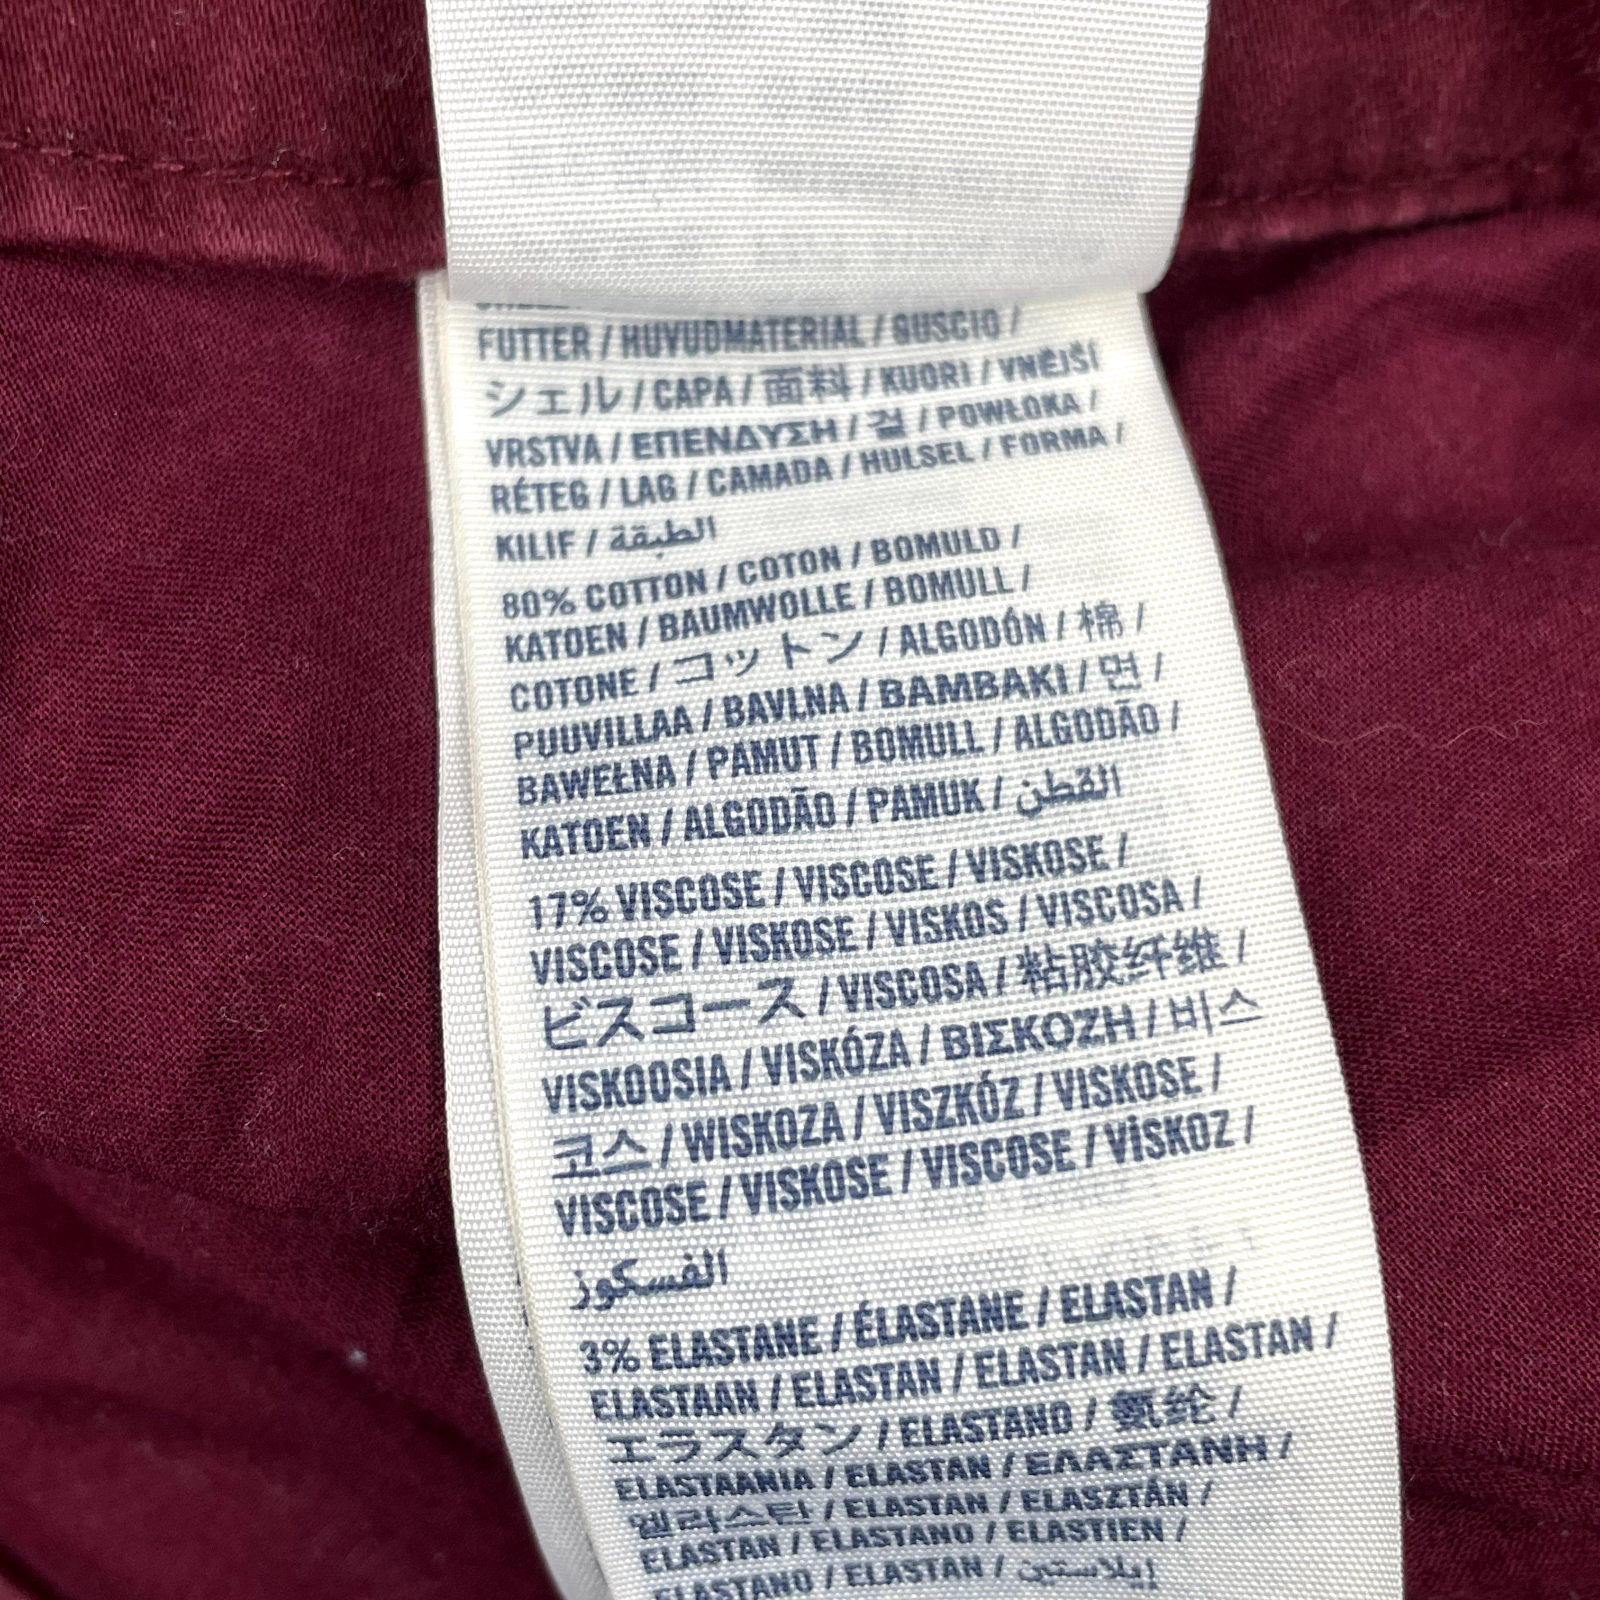 FUTTER / HUVUDMATERIAL / GUSCIO /
シェル / CAPA / 面料 / KUORI / VNĚJŠÍ
VRSTVA / ΕΠΕΝΔΥΣΗ / 겉 / POWŁOKA /
RÉTEG / LAG / CAMADA / HULSEL / FORMA /
KILIF / الطبقة
80% COTTON / COTON / BOMULD /
KATOEN / BAUMWOLLE / BOMULL /
COTONE / コットン / ALGODÓN / 棉 /
PUUVILLAA / BAVLNA / BAMBAKI / 면 /
BAWEŁNA / PAMUT / BOMULL / ALGODÃO /
KATOEN / ALGODÃO / PAMUK / القطن
17% VISCOSE / VISCOSE / VISKOSE /
VISCOSE / VISKOSE / VISKOS / VISCOSA /
ビスコース / VISCOSA / 粘胶纤维 /
VISKOOSIA / VISKÓZA / ΒΙΣΚΟΖΗ / 비스
코스 / WISKOZA / VISZKÓZ / VISKOSE /
VISCOSE / VISKOSE / VISCOSE / VİSKOZ /
الفسكوز
3% ELASTANE / ÉLASTANE / ELASTAN /
ELASTAAN / ELASTAN / ELASTAN / ELASTAN /
エラスタン / ELASTANO / 氨纶 /
ELASTAANIA / ELASTAN / ΕΛΑΣΤΑΝΗ /
엘라스탄 / ELASTAN / ELASZTÁN /
ELASTAN / ELASTANO / ELASTIEN /
ELASTANO / ELASTAN / إيلاستين